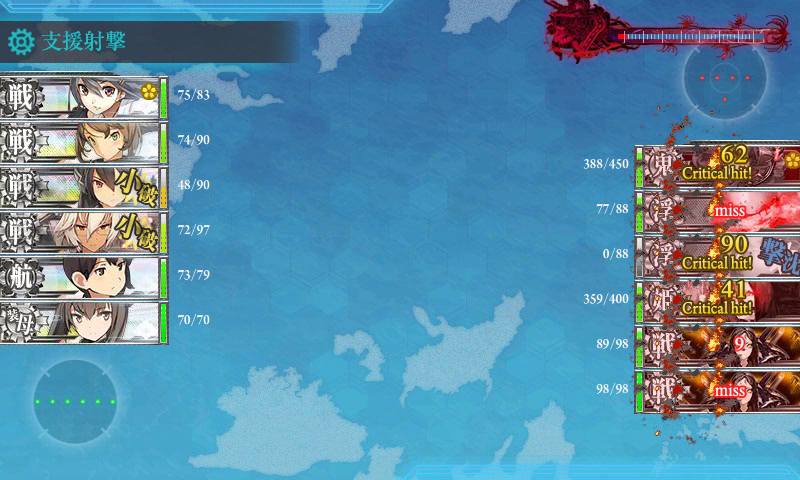 支援射撃
戦
75/83
戦
74/90
戦
小破
48/90
戦
小破
72/97
航
73/79
装母
70/70
388/450
鬼
62
Critical hit!
77/88
浮
miss
0/88
浮
90
Critical hit!
撃沈
359/400
姫
41
Critical hit!
89/98
戦
9
98/98
戦
miss